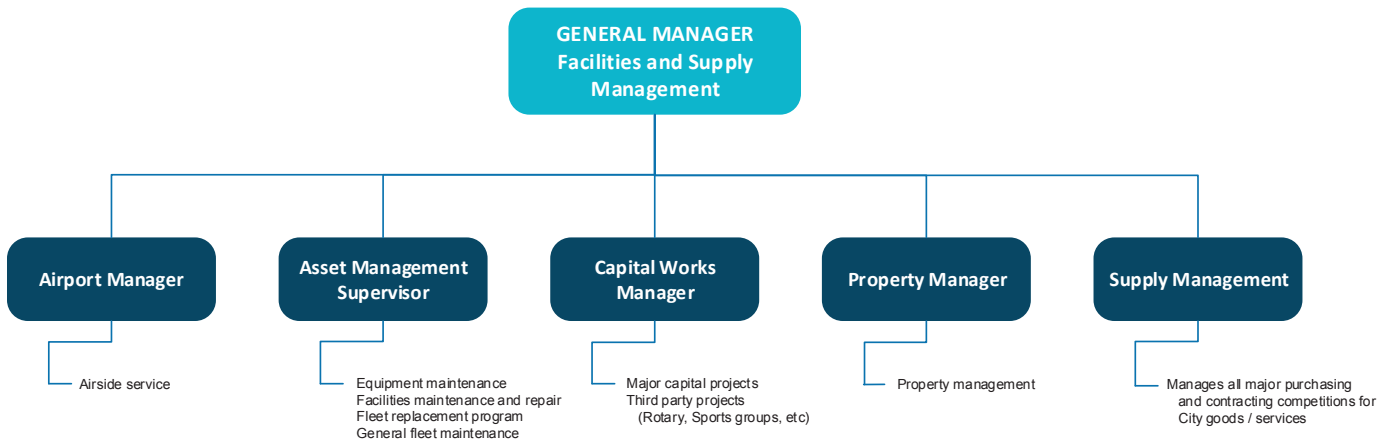 GENERAL MANAGER
Facilities and Supply
Management
Airport Manager
Asset Management
Supervisor
Capital Works
Manager
Property Manager
Supply Management
Airside service
Equipment maintenance
Facilities maintenance and repair
Fleet replacement program
General fleet maintenance
Major capital projects
Third party projects
(Rotary, Sports groups, etc)
Property management
Manages all major purchasing
and contracting competitions for
City goods / services